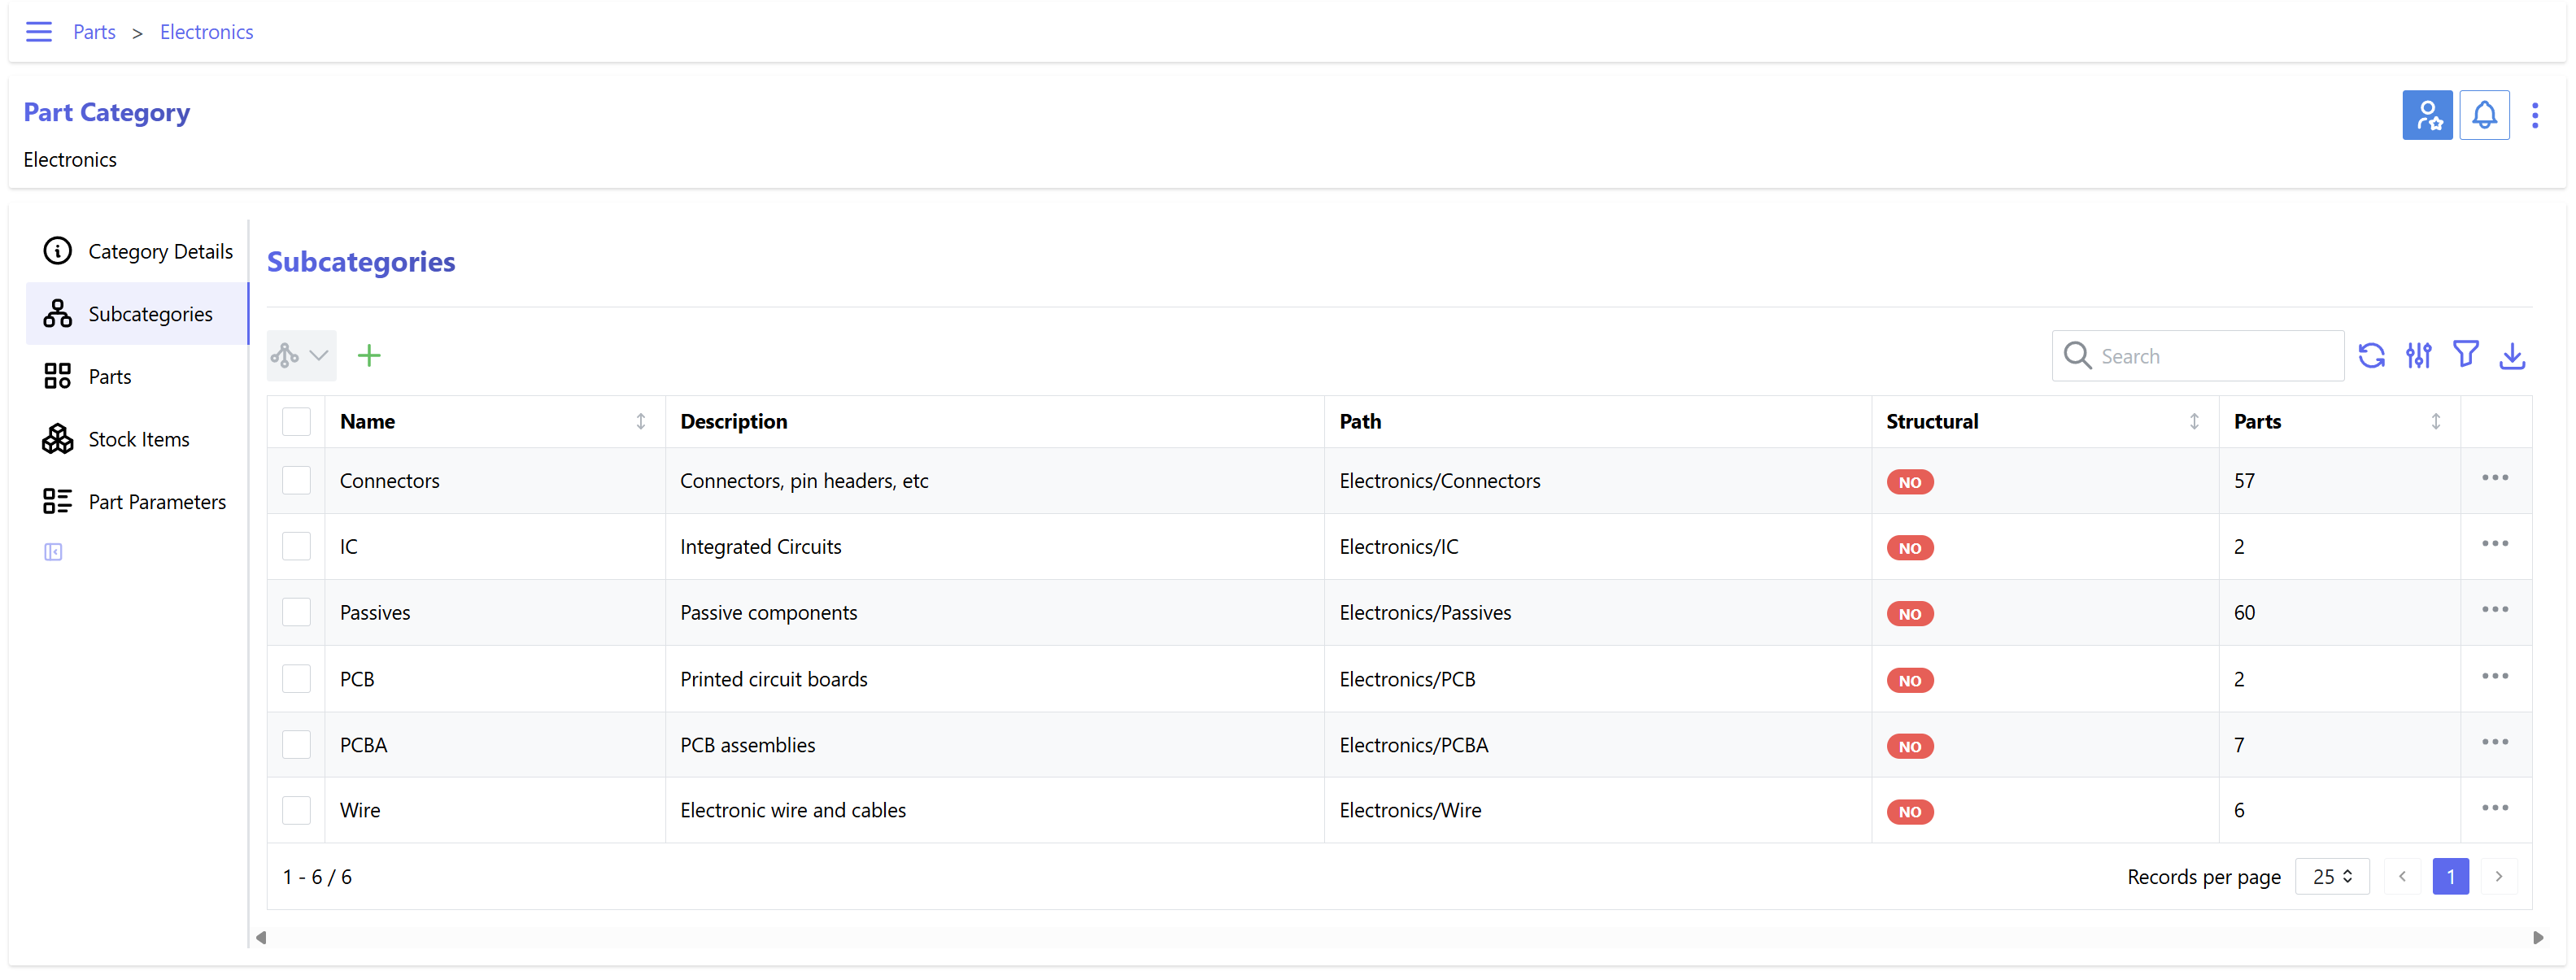 Parts > Electronics
Part Category
Electronics
Category Details
Subcategories
Parts
Stock Items
Part Parameters
Subcategories
Search
Name Description Path Structural Parts
Connectors Connectors, pin headers, etc Electronics/Connectors NO 57
IC Integrated Circuits Electronics/IC NO 2
Passives Passive components Electronics/Passives NO 60
PCB Printed circuit boards Electronics/PCB NO 2
PCBA PCB assemblies Electronics/PCBA NO 7
Wire Electronic wire and cables Electronics/Wire NO 6
1 - 6 / 6 Records per page 25 1